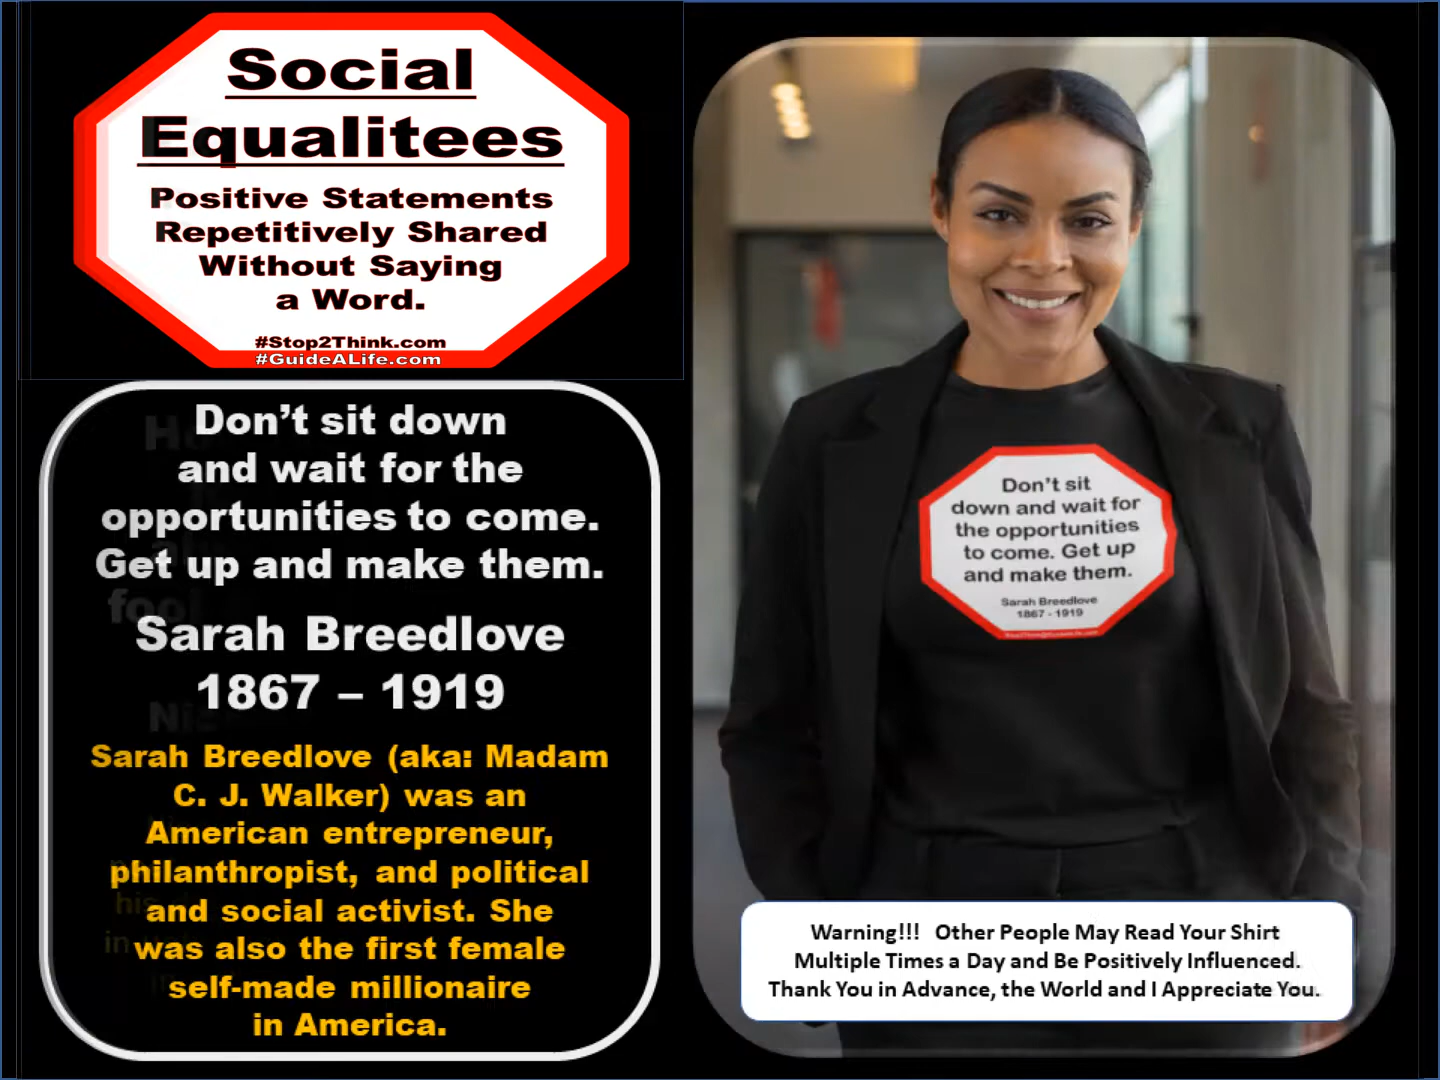 Social
Equalitees
Positive Statements
Repetitively Shared
Without Saying
a Word.
#Stop2Think.com
#GuideALife.com
Don't sit down
and wait for the
opportunities to come.
Get up and make them.
Sarah Breedlove
1867 – 1919
Sarah Breedlove (aka: Madam
C. J. Walker) was an
American entrepreneur,
philanthropist, and political
and social activist. She
was also the first female
self-made millionaire
in America.
Don't sit
down and wait for
the opportunities
to come. Get up
and make them.
Sarah Breedlove
1867 - 1919
Warning!!! Other People May Read Your Shirt
Multiple Times a Day and Be Positively Influenced.
Thank You in Advance, the World and I Appreciate You.